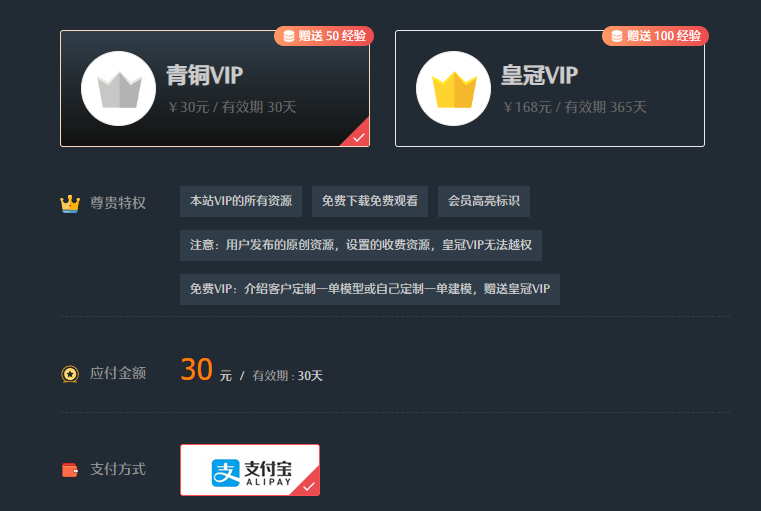 赠送 50 经验
青铜VIP
￥30元 / 有效期 30天
赠送 100 经验
皇冠VIP
￥168元 / 有效期 365天
尊贵特权
本站VIP的所有资源
免费下载免费观看
会员高亮标识
注意：用户发布的原创资源，设置的收费资源，皇冠VIP无法越权
免费VIP：介绍客户定制一单模型或自己定制一单建模，赠送皇冠VIP
应付金额
30 元 / 有效期 : 30天
支付方式
支 支付宝
ALIPAY